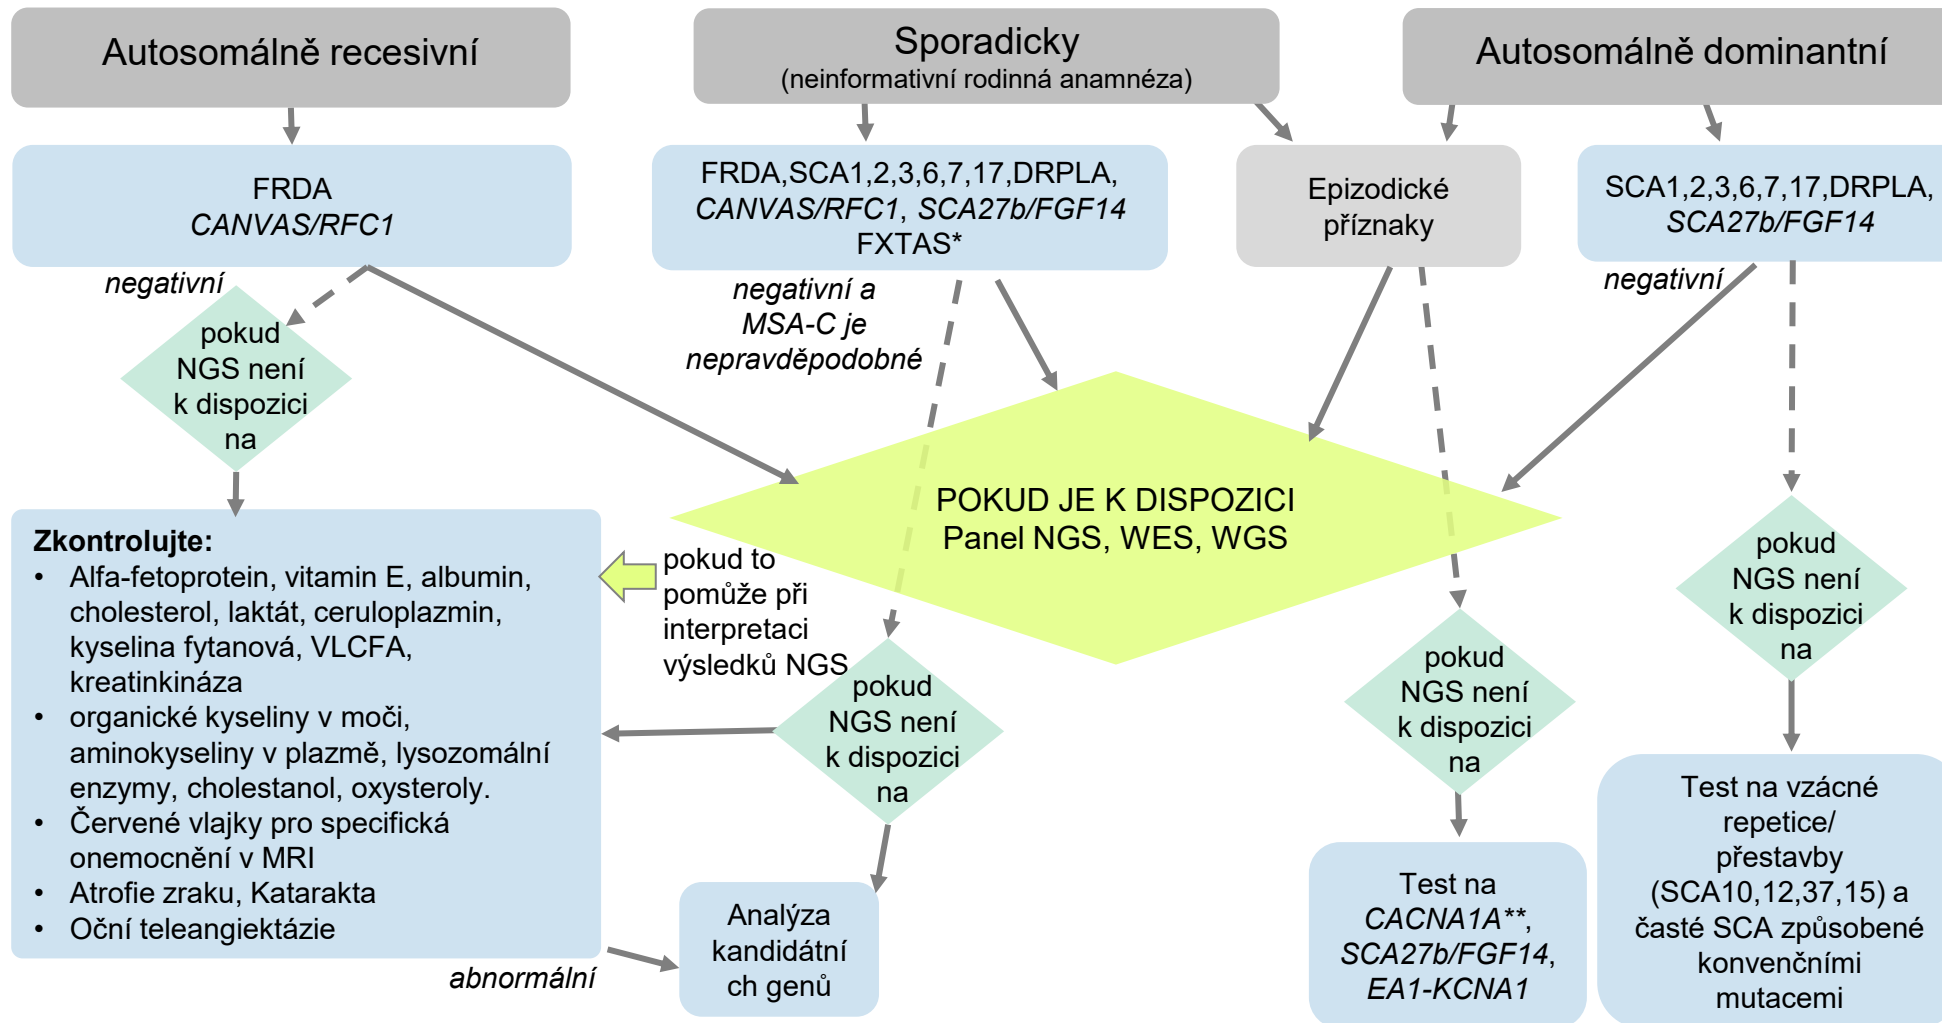 Autosomálně recesivní
Sporadicky
(neinformativní rodinná anamnéza)
Autosomálně dominantní
FRDA
CANVAS/RFC1
FRDA,SCA1,2,3,6,7,17,DRPLA,
CANVAS/RFC1, SCA27b/FGF14
FXTAS*
Epizodické
příznaky
SCA1,2,3,6,7,17,DRPLA,
SCA27b/FGF14
negativní
negativní a
MSA-C je
nepravděpodobné
negativní
pokud
NGS není
k dispozici
na
POKUD JE K DISPOZICI
Panel NGS, WES, WGS
pokud to
pomůže při
interpretaci
výsledků NGS
pokud
NGS není
k dispozici
na
pokud
NGS není
k dispozici
na
pokud
NGS není
k dispozici
na
Zkontrolujte:
• Alfa-fetoprotein, vitamin E, albumin,
cholesterol, laktát, ceruloplazmin,
kyselina fytanová, VLCFA,
kreatinkináza
• organické kyseliny v moči,
aminokyseliny v plazmě, lysozomální
enzymy, cholestanol, oxysteroly.
• Červené vlajky pro specifická
onemocnění v MRI
• Atrofie zraku, Katarakta
• Oční teleangiektázie
abnormální
Analýza
kandidátní
ch genů
Test na
CACNA1A**,
SCA27b/FGF14,
EA1-KCNA1
Test na vzácné
repetice/
přestavby
(SCA10,12,37,15) a
časté SCA způsobené
konvenčními
mutacemi